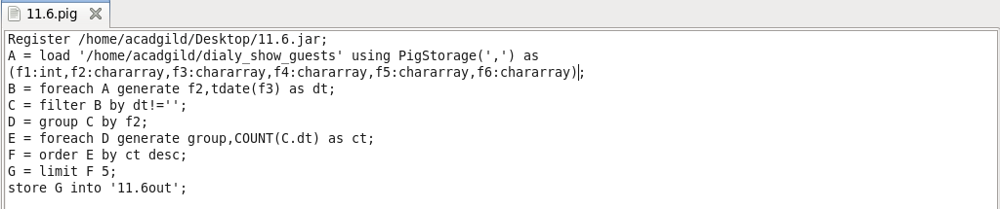 11.6.pig
Register /home/acadgild/Desktop/11.6.jar;
A = load '/home/acadgild/dialy_show_guests' using PigStorage(',') as
(f1:int,f2:chararray,f3:chararray,f4:chararray,f5:chararray,f6:chararray);
B = foreach A generate f2,tdate(f3) as dt;
C = filter B by dt!='';
D = group C by f2;
E = foreach D generate group,COUNT(C.dt) as ct;
F = order E by ct desc;
G = limit F 5;
store G into '11.6out';